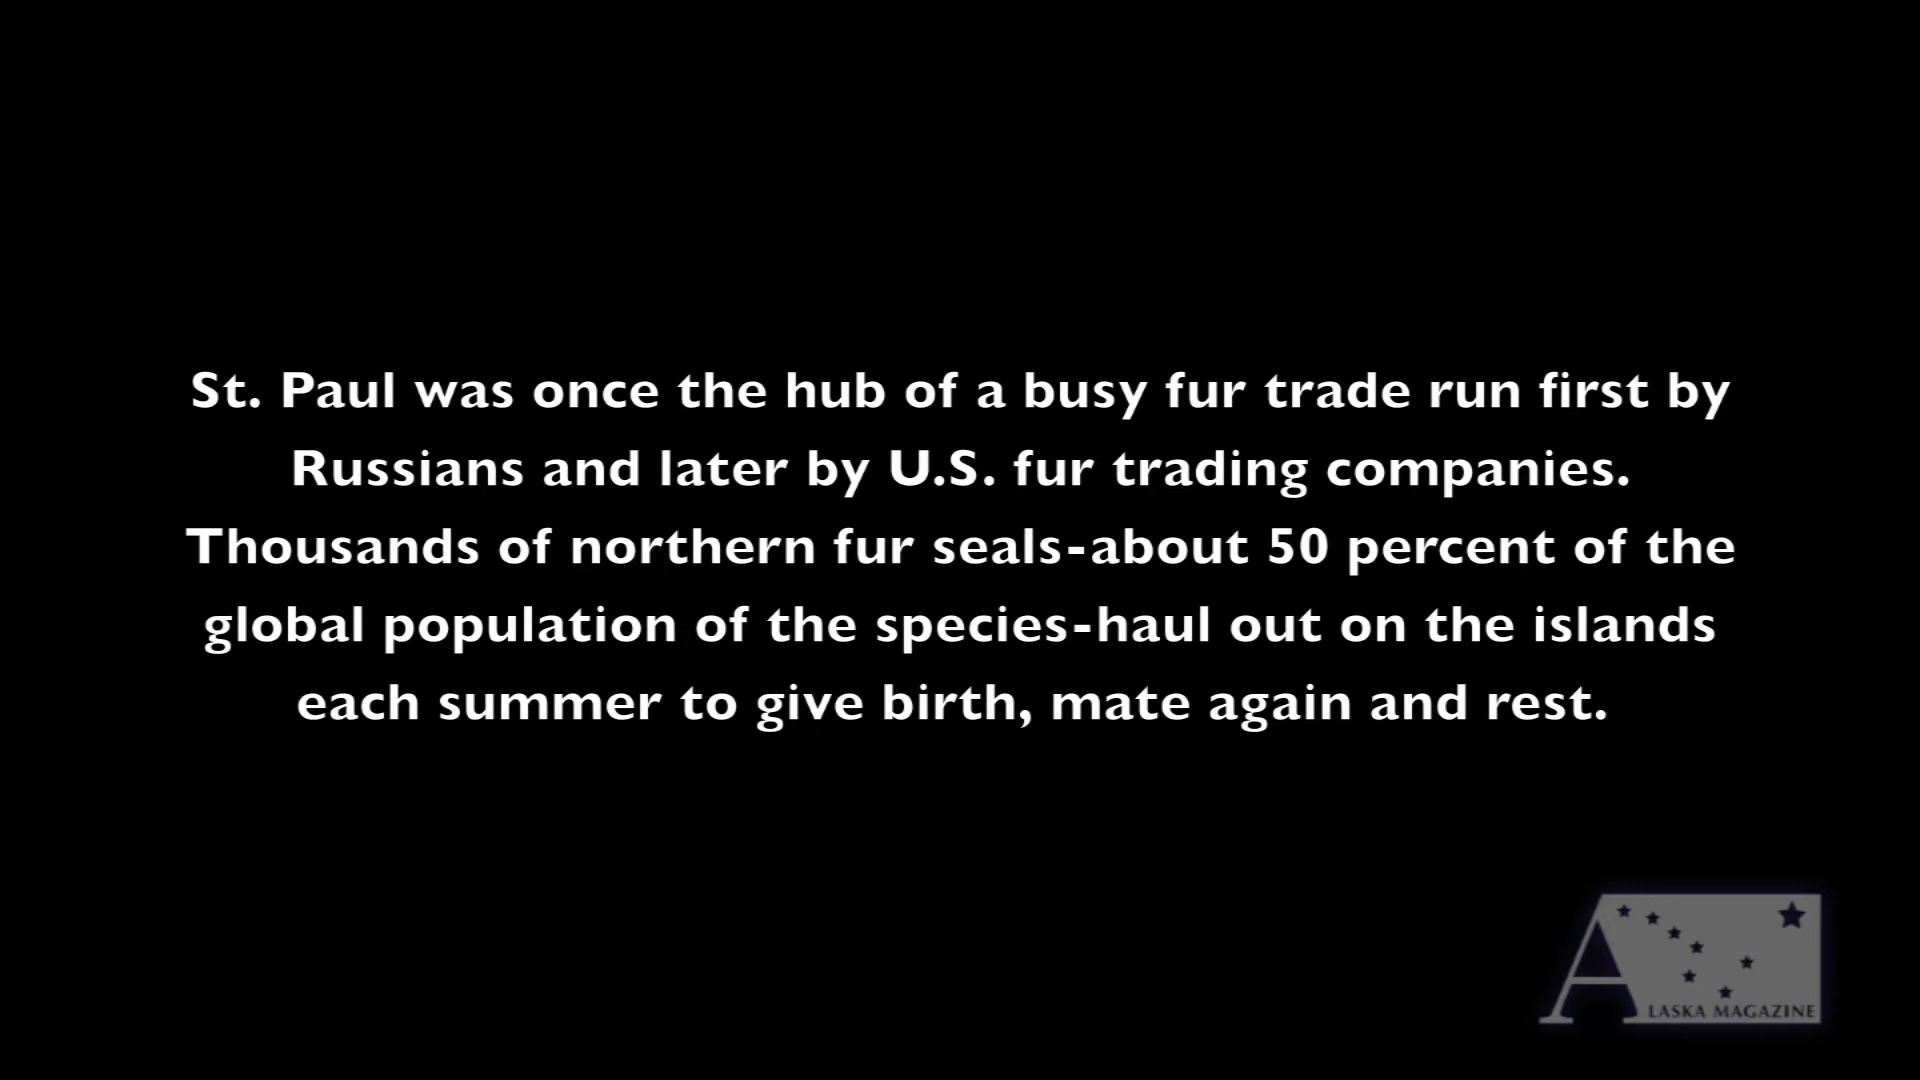 St. Paul was once the hub of a busy fur trade run first by
Russians and later by U.S. fur trading companies.
Thousands of northern fur seals-about 50 percent of the
global population of the species-haul out on the islands
each summer to give birth, mate again and rest.
ALASKA MAGAZINE